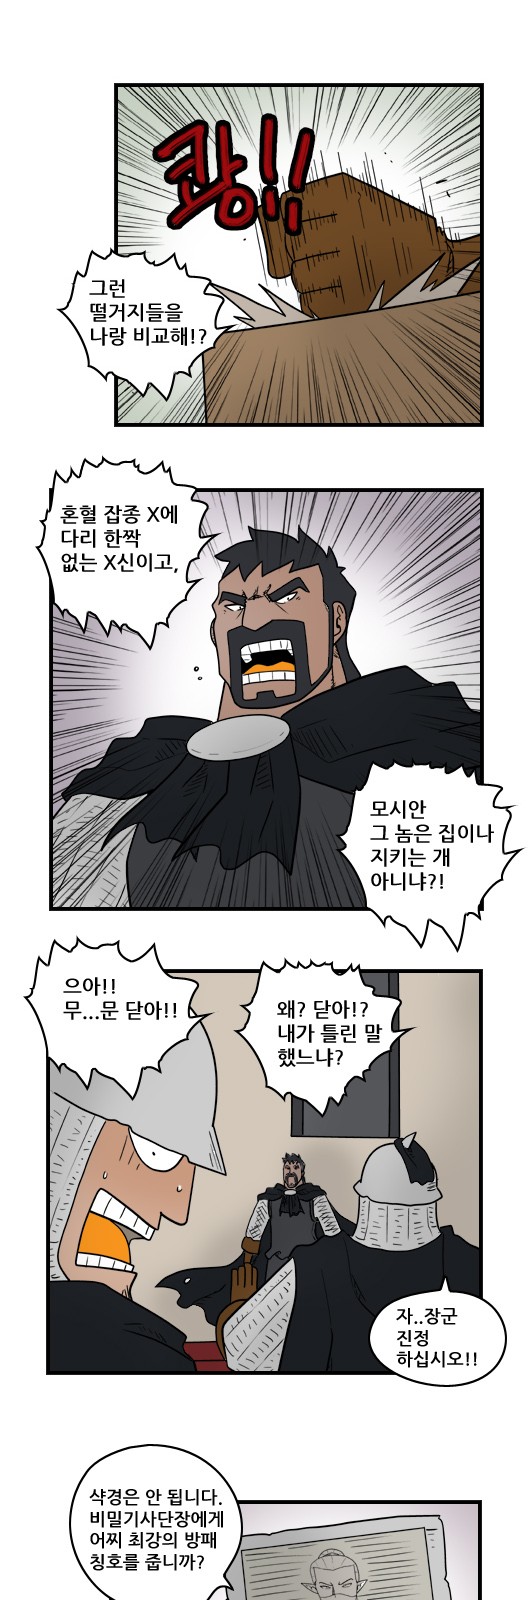 쾅!!
그런
떨거지들을
나랑 비교해!?
혼혈 잡종 X에
다리 한짝
없는 X신이고,
모시안
그 놈은 집이나
지키는 개
아니냐?!
으아!!
무...문 닫아!!
왜? 닫아!?
내가 틀린 말
했느냐?
자..장군
진정
하십시오!!
샥경은 안 됩니다.
비밀기사단장에게
어찌 최강의 방패
칭호를 줍니까?